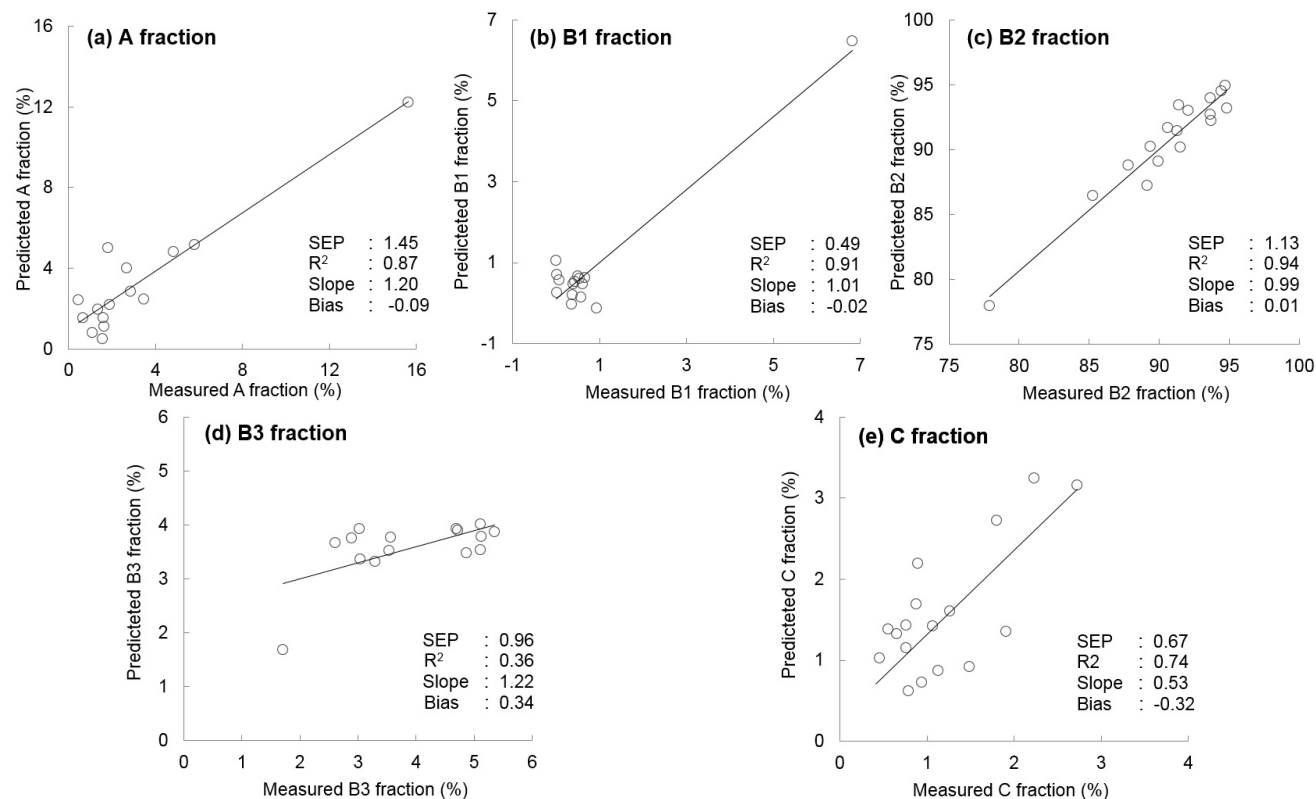 (a) A fraction
Predicteted A fraction (%)
16
12
8
4
0
SEP : 1.45
R² : 0.87
Slope : 1.20
Bias : -0.09
0 4 8 12 16
Measured A fraction (%)
(b) B1 fraction
Predicteted B1 fraction (%)
7
5
3
1
-1
SEP : 0.49
R² : 0.91
Slope : 1.01
Bias : -0.02
-1 1 3 5 7
Measured B1 fraction (%)
(c) B2 fraction
Predicteted B2 fraction (%)
100
95
90
85
80
75
SEP : 1.13
R² : 0.94
Slope : 0.99
Bias : 0.01
75 80 85 90 95 100
Measured B2 fraction (%)
(d) B3 fraction
Predicteted B3 fraction (%)
6
5
4
3
2
1
0
SEP : 0.96
R² : 0.36
Slope : 1.22
Bias : 0.34
0 1 2 3 4 5 6
Measured B3 fraction (%)
(e) C fraction
Predicteted C fraction (%)
4
3
2
1
0
SEP : 0.67
R2 : 0.74
Slope : 0.53
Bias : -0.32
0 1 2 3 4
Measured C fraction (%)